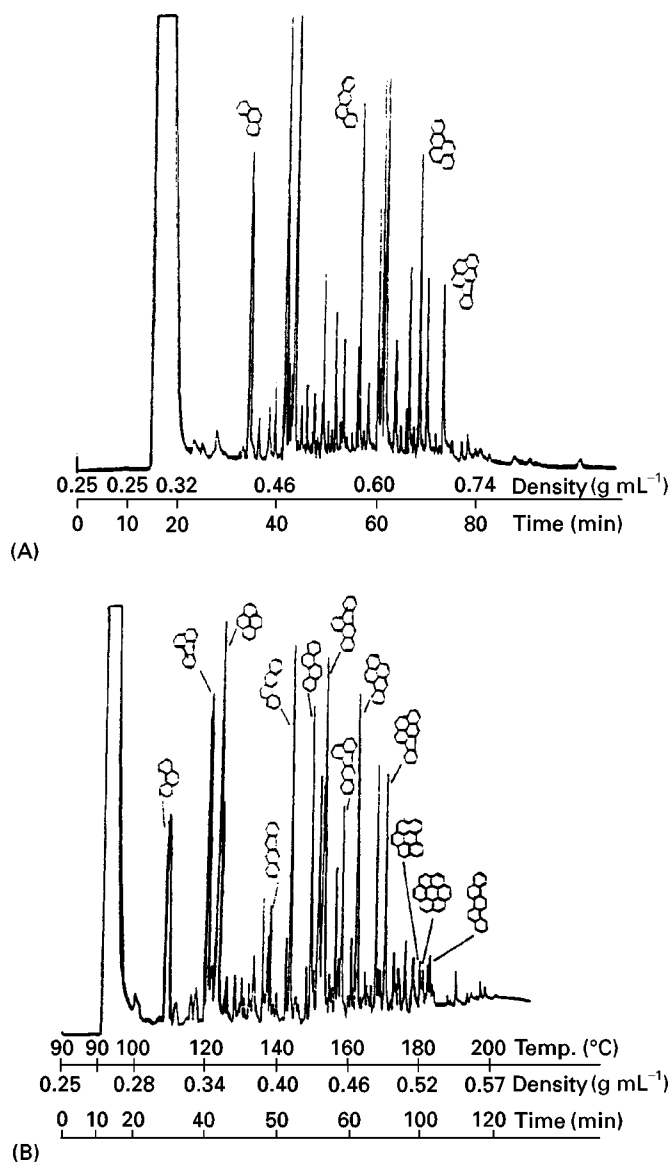 0.25 0.25 0.32 0.46 0.60 0.74 Density (g mL⁻¹)
0 10 20 40 60 80 Time (min)
(A)
90 90 100 120 140 160 180 200 Temp. (°C)
0.25 0.28 0.34 0.40 0.46 0.52 0.57 Density (g mL⁻¹)
0 10 20 40 50 60 100 120 Time (min)
(B)